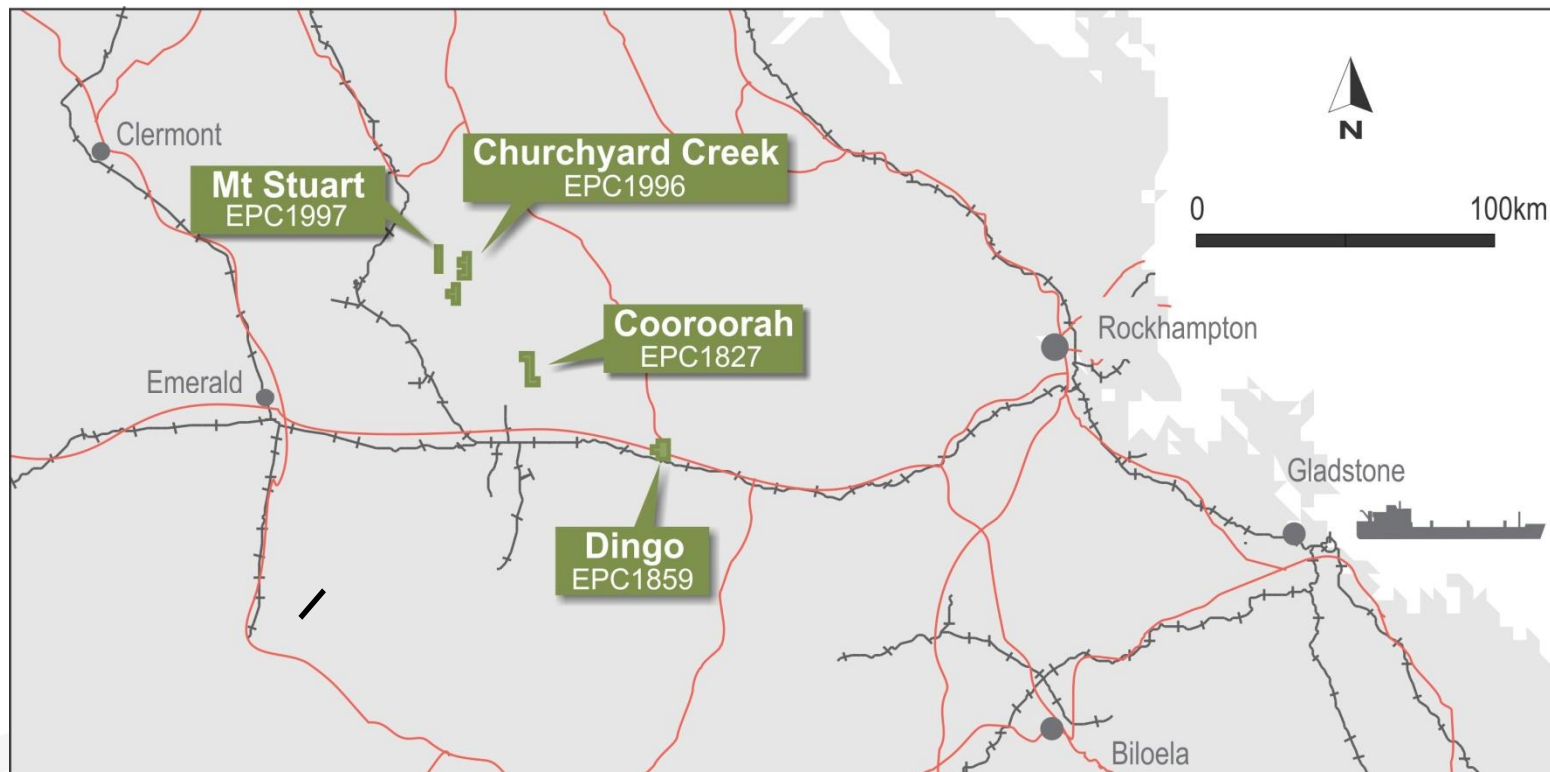 Clermont
Churchyard Creek
EPC1996
Mt Stuart
EPC1997
N
0 100km
Cooroorah
EPC1827
Rockhampton
Emerald
Gladstone
Dingo
EPC1859
Biloela